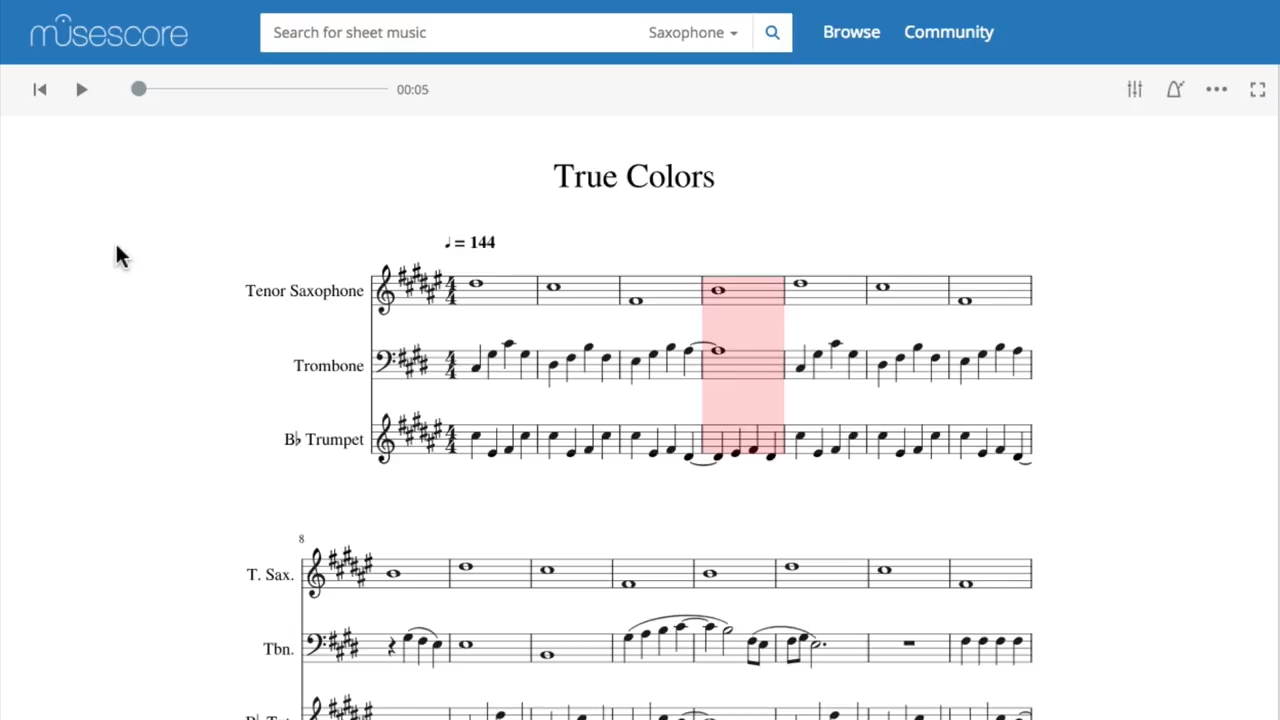 musescore
Search for sheet music Saxophone Browse Community
00:05
True Colors
♩ = 144
Tenor Saxophone
Trombone
B♭ Trumpet
8
T. Sax.
Tbn.